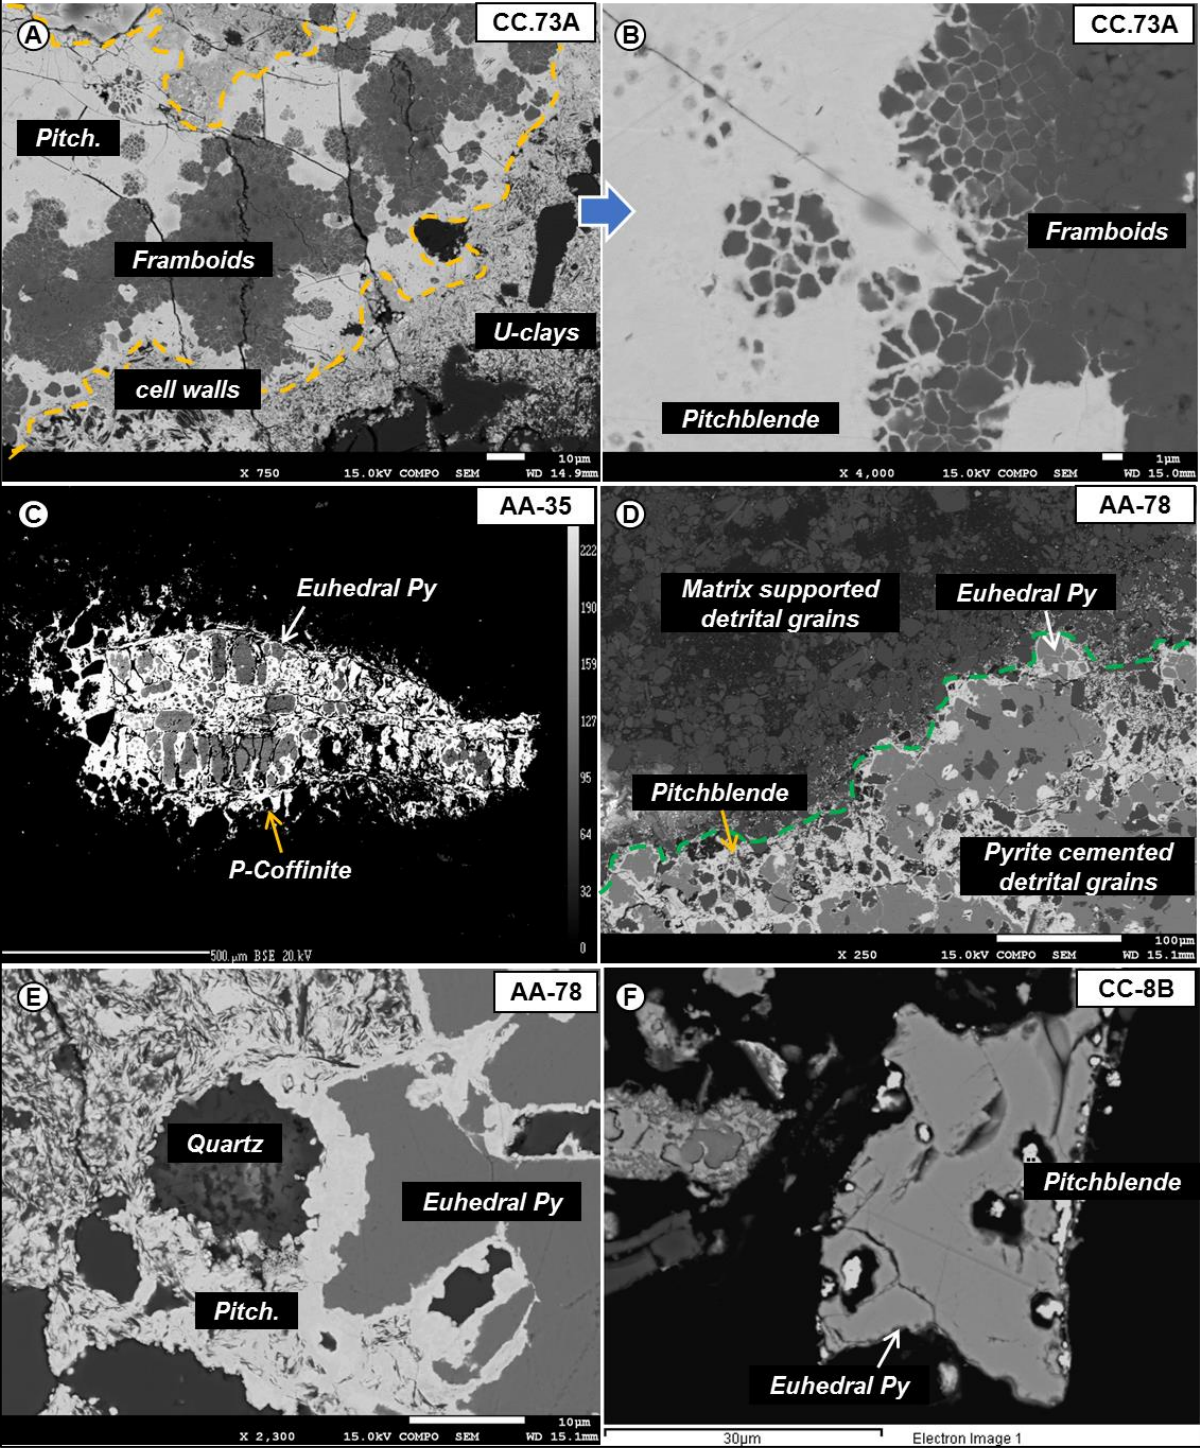 A
CC.73A
Pitch.
Framboids
U-clays
cell walls
10µm
X 750 15.0kV COMPO SEM WD 14.9mm
B
CC.73A
Framboids
Pitchblende
1µm
X 4,000 15.0kV COMPO SEM WD 15.0mm
C
AA-35
Euhedral Py
P-Coffinite
222
190
159
127
95
64
32
0
500.µm BSE 20.kV
D
AA-78
Matrix supported
detrital grains
Euhedral Py
Pitchblende
Pyrite cemented
detrital grains
100µm
X 250 15.0kV COMPO SEM WD 15.1mm
E
AA-78
Quartz
Euhedral Py
Pitch.
10µm
X 2,300 15.0kV COMPO SEM WD 15.1mm
F
CC-8B
Pitchblende
Euhedral Py
30µm Electron Image 1